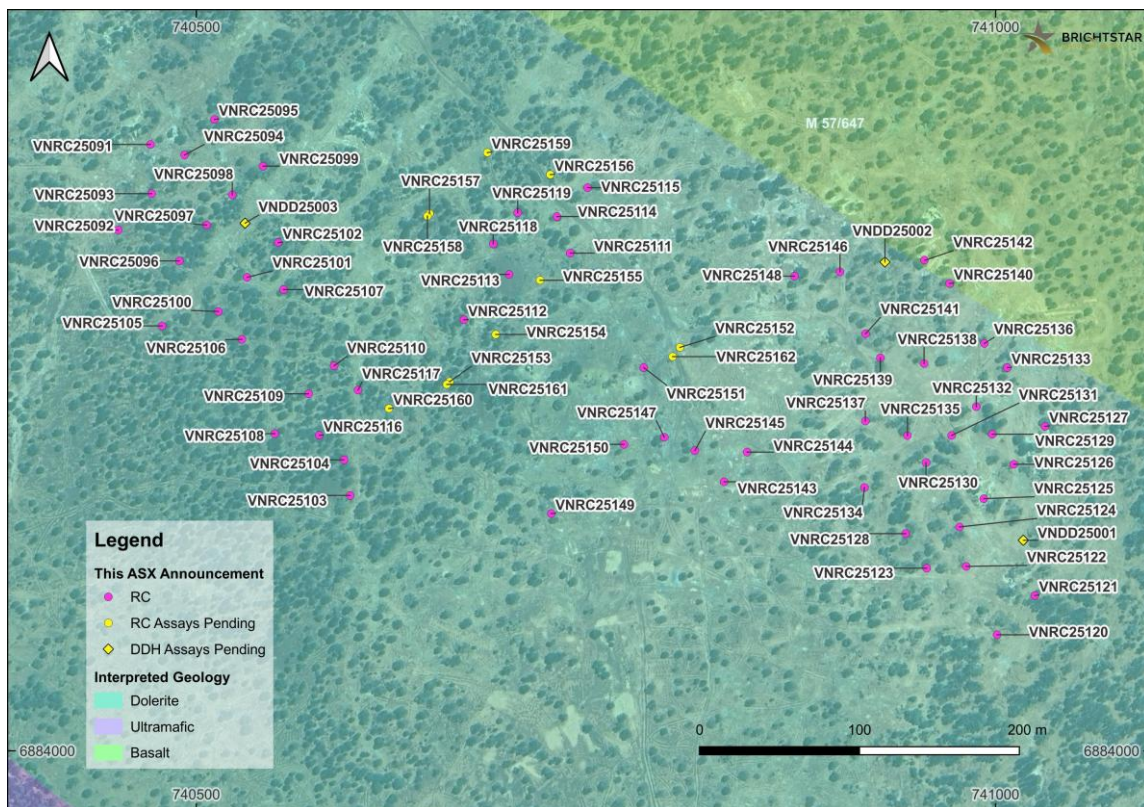 740500
741000
BRIGHTSTAR
M 57/647
VNRC25095
VNRC25094
VNRC25091
VNRC25099
VNRC25098
VNRC25093
VNDD25003
VNRC25097
VNRC25092
VNRC25102
VNRC25096
VNRC25101
VNRC25107
VNRC25100
VNRC25105
VNRC25106
VNRC25110
VNRC25117
VNRC25109
VNRC25108
VNRC25116
VNRC25104
VNRC25103
VNRC25159
VNRC25156
VNRC25157
VNRC25119
VNRC25115
VNRC25114
VNRC25118
VNRC25158
VNRC25111
VNRC25113
VNRC25155
VNRC25112
VNRC25154
VNRC25153
VNRC25161
VNRC25160
VNRC25152
VNRC25162
VNRC25151
VNRC25147
VNRC25145
VNRC25150
VNRC25144
VNRC25143
VNRC25149
VNDD25002
VNRC25146
VNRC25142
VNRC25148
VNRC25140
VNRC25141
VNRC25136
VNRC25138
VNRC25133
VNRC25139
VNRC25132
VNRC25131
VNRC25137
VNRC25135
VNRC25127
VNRC25129
VNRC25126
VNRC25130
VNRC25125
VNRC25134
VNRC25124
VNRC25128
VNDD25001
VNRC25122
VNRC25123
VNRC25121
VNRC25120
Legend
This ASX Announcement
RC
RC Assays Pending
DDH Assays Pending
Interpreted Geology
Dolerite
Ultramafic
Basalt
0
100
200 m
6884000
6884000
740500
741000